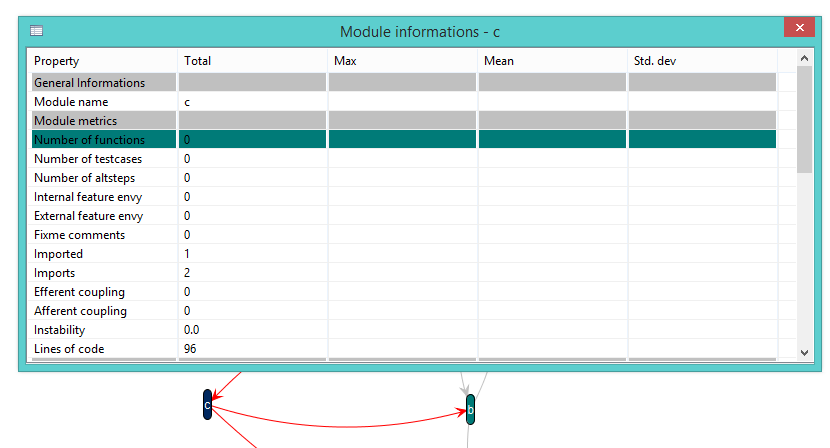 Module informations - c
Property Total Max Mean Std. dev
General Informations
Module name c
Module metrics
Number of functions 0
Number of testcases 0
Number of altsteps 0
Internal feature envy 0
External feature envy 0
Fixme comments 0
Imported 1
Imports 2
Efferent coupling 0
Afferent coupling 0
Instability 0.0
Lines of code 96
c
b